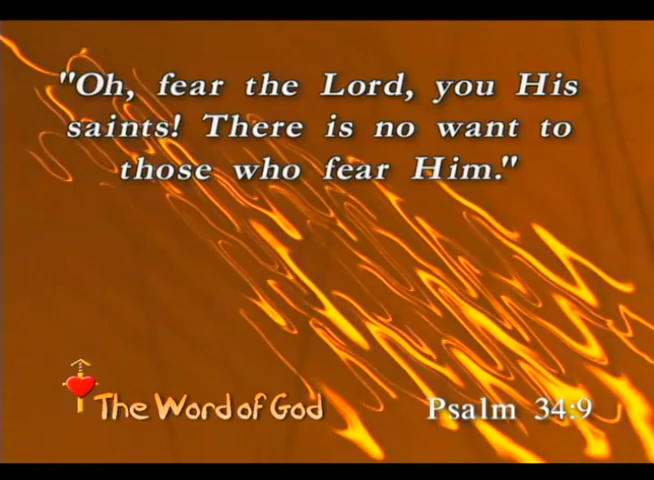 "Oh, fear the Lord, you His
saints! There is no want to
those who fear Him."
The Word of God
Psalm 34:9